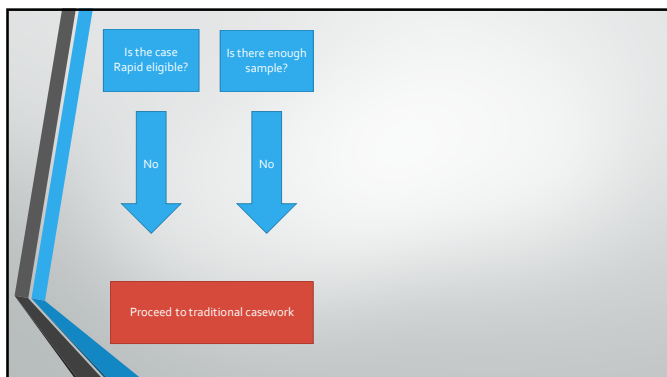 Is the case
Rapid eligible?
Is there enough
sample?
No
No
Proceed to traditional casework